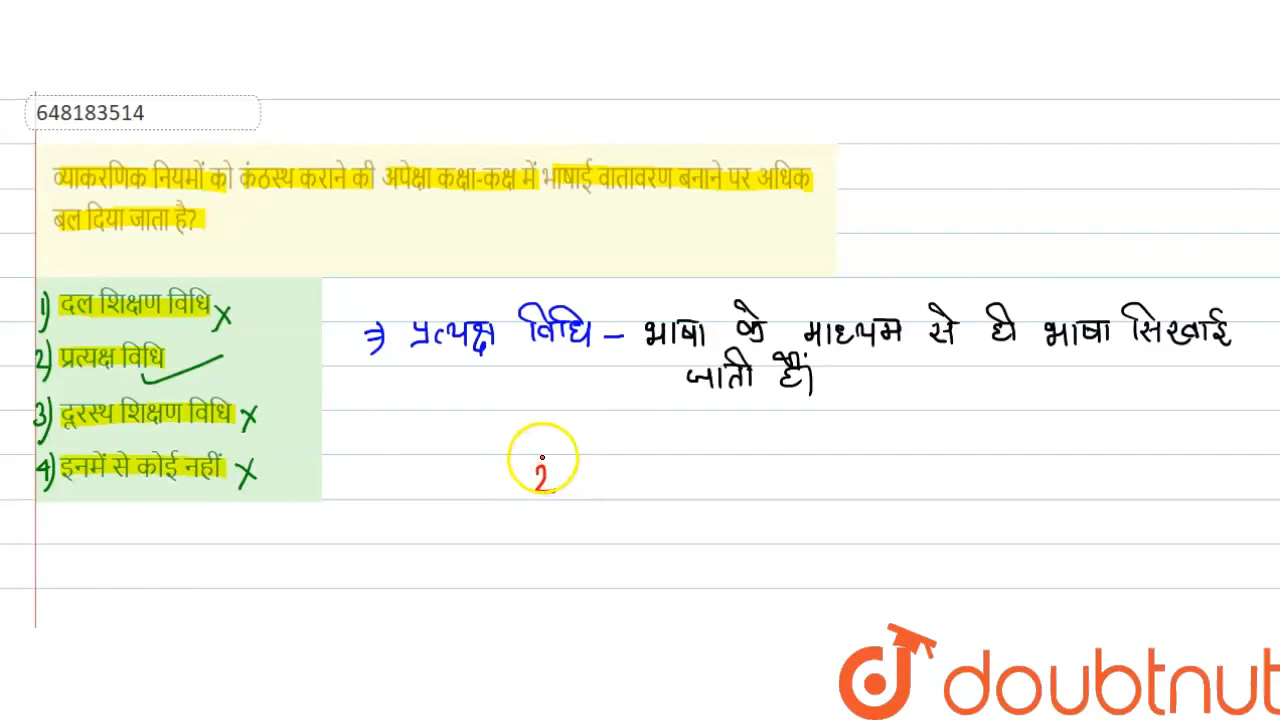 648183514
व्याकरणिक नियमों को कंठस्थ कराने की अपेक्षा कक्षा-कक्ष में भाषाई वातावरण बनाने पर अधिक
बल दिया जाता है?
1) दल शिक्षण विधि x
2) प्रत्यक्ष विधि ✓
3) दूरस्थ शिक्षण विधि x
4) इनमें से कोई नहीं x
⇒ प्रत्यक्ष विधि – भाषा के माध्यम से ही भाषा सिखाई
जाती हैं।
2
doubtnut